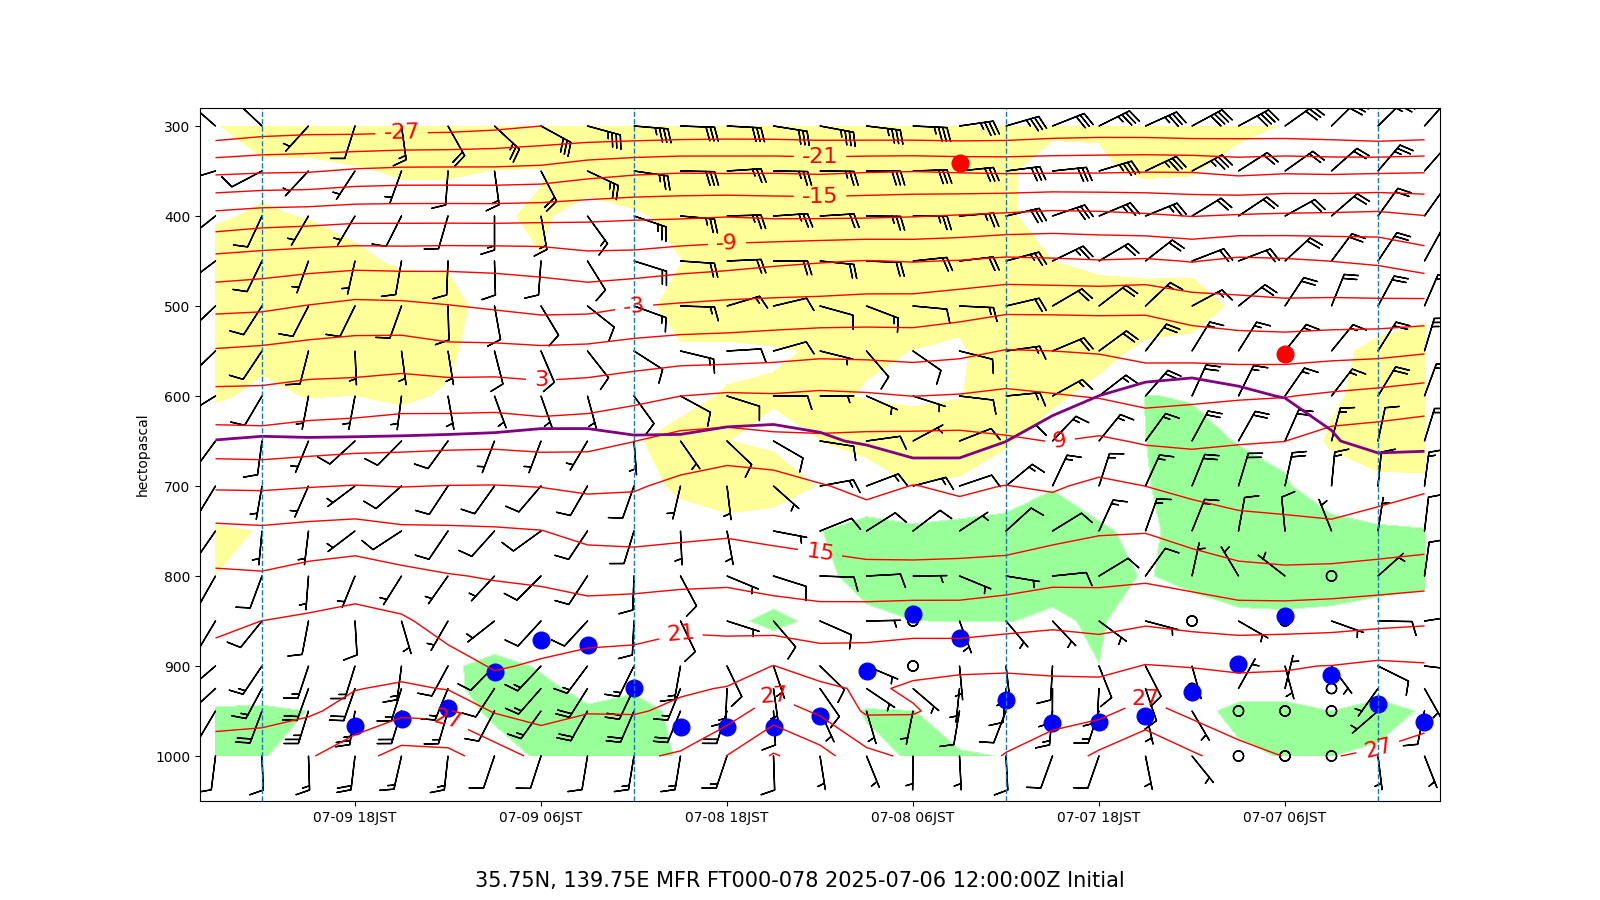 300
400
500
600
700
800
900
1000
hectopascal
-27
-21
-15
-9
-3
3
9
15
21
27
27
27
27
07-09 18JST
07-09 06JST
07-08 18JST
07-08 06JST
07-07 18JST
07-07 06JST
35.75N, 139.75E MFR FT000-078 2025-07-06 12:00:00Z Initial